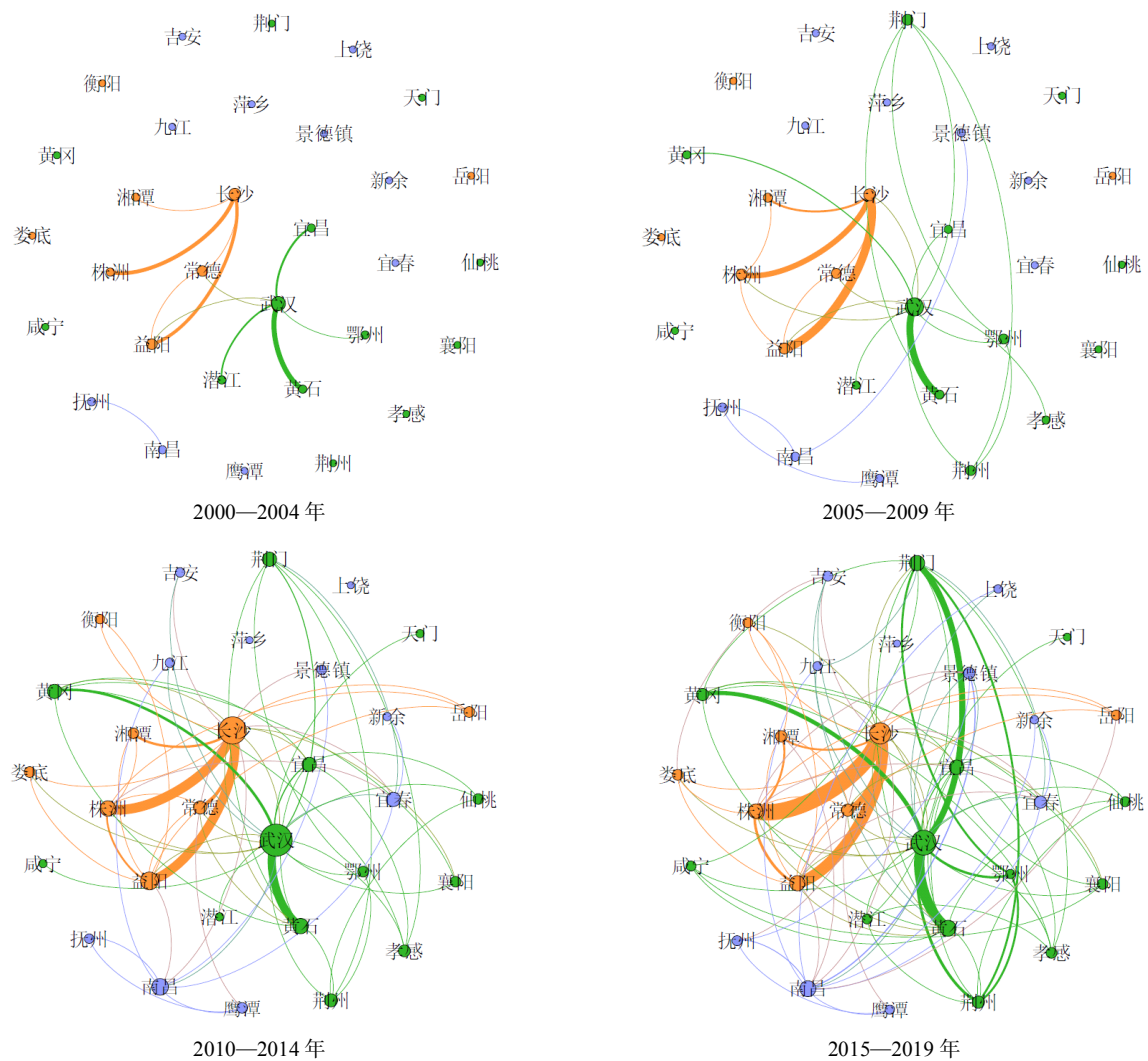 荆门
吉安
上饶
衡阳
萍乡
天门
九江
景德镇
黄冈
新余
岳阳
湘潭
长沙
宜昌
娄底
株洲
常德
宜春
仙桃
武汉
咸宁
益阳
鄂州
襄阳
潜江
黄石
抚州
孝感
南昌
鹰潭
荆州
2000—2004 年
荆门
吉安
上饶
衡阳
萍乡
天门
九江
景德镇
黄冈
新余
岳阳
湘潭
长沙
宜昌
娄底
株洲
常德
宜春
仙桃
武汉
咸宁
益阳
鄂州
襄阳
潜江
黄石
抚州
孝感
南昌
鹰潭
荆州
2005—2009 年
荆门
吉安
上饶
衡阳
萍乡
天门
九江
景德镇
黄冈
新余
岳阳
湘潭
长沙
宜昌
娄底
株洲
常德
宜春
仙桃
武汉
咸宁
益阳
鄂州
襄阳
潜江
黄石
抚州
孝感
南昌
鹰潭
荆州
2010—2014 年
荆门
吉安
上饶
衡阳
萍乡
天门
九江
景德镇
黄冈
新余
岳阳
湘潭
长沙
宜昌
娄底
株洲
常德
宜春
仙桃
武汉
咸宁
益阳
鄂州
襄阳
潜江
黄石
抚州
孝感
南昌
鹰潭
荆州
2015—2019 年